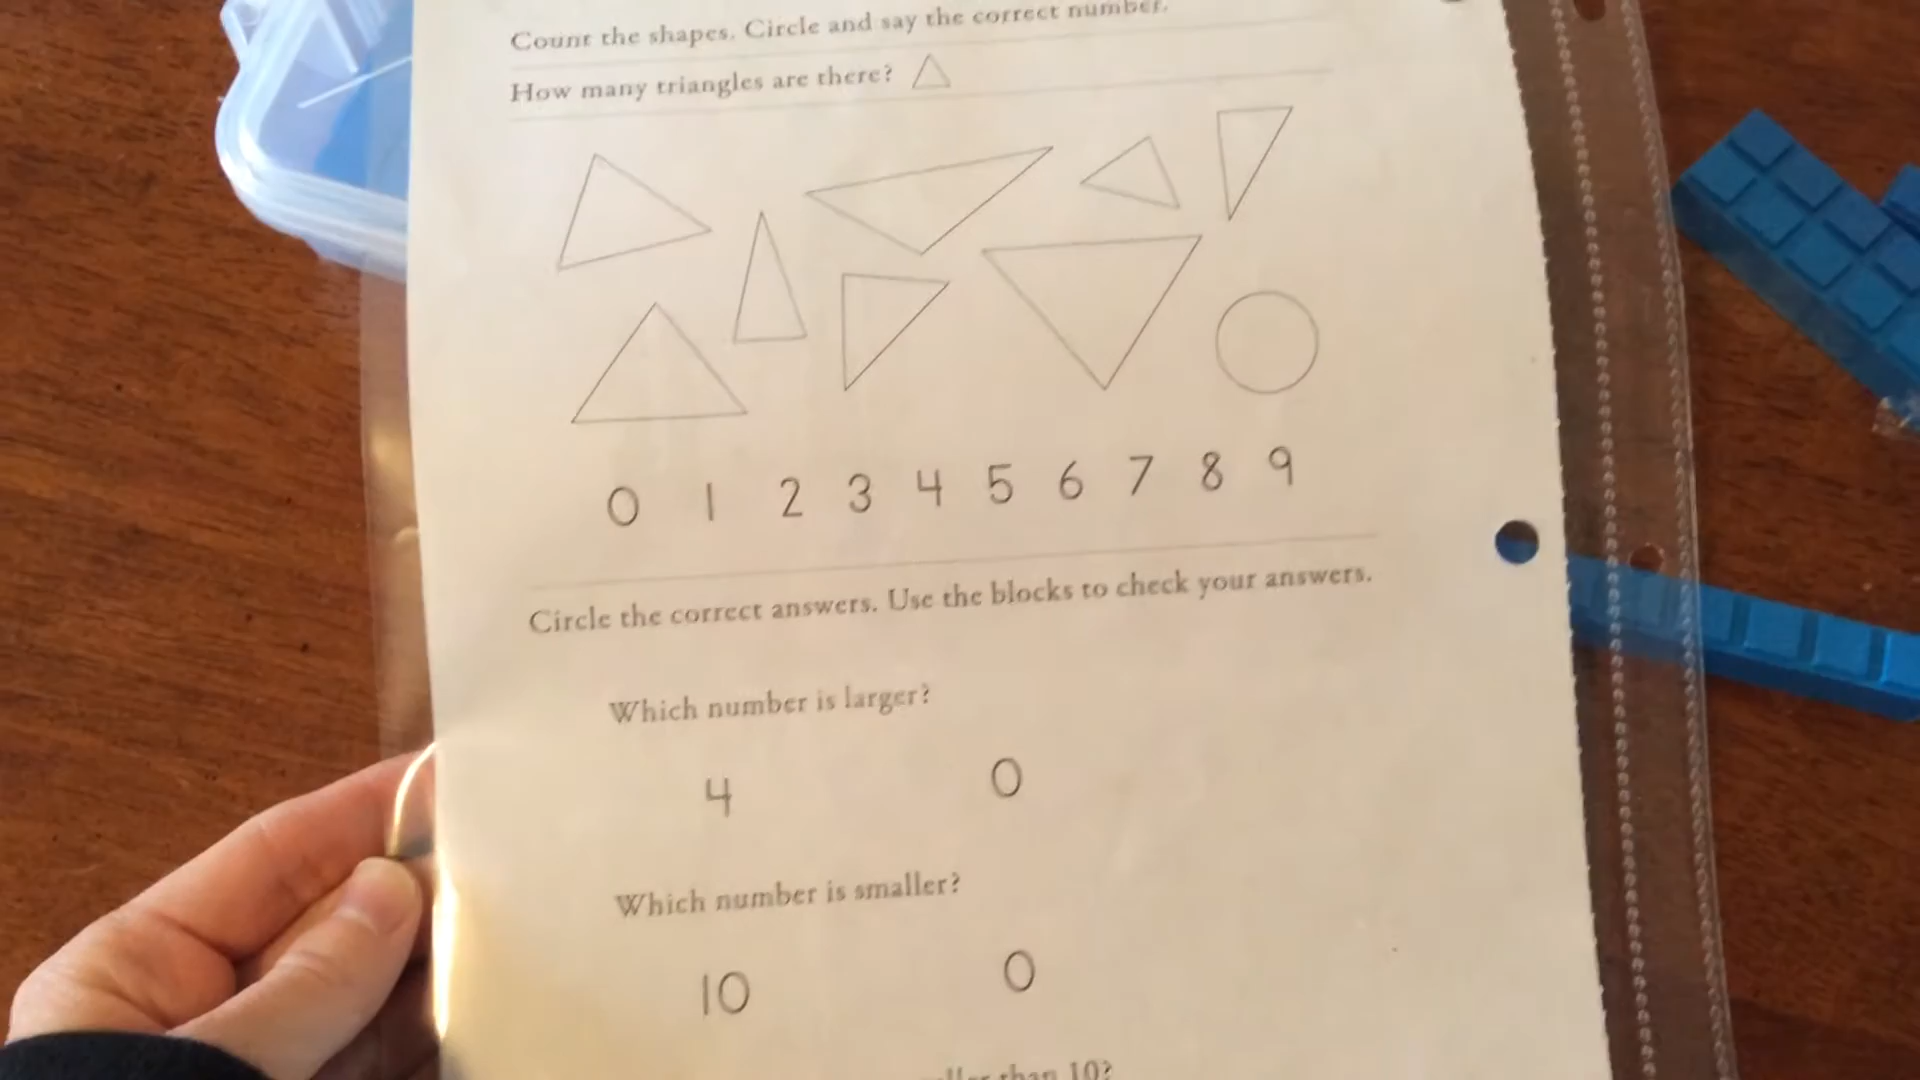 Count the shapes. Circle and say the correct number.
How many triangles are there?
0 1 2 3 4 5 6 7 8 9
Circle the correct answers. Use the blocks to check your answers.
Which number is larger?
4 0
Which number is smaller?
10 0
than 10?